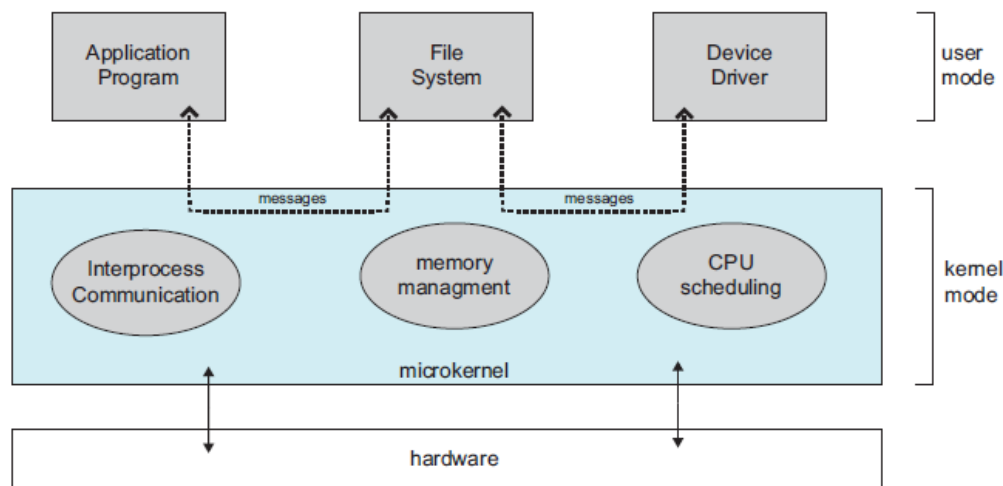 Application
Program
File
System
Device
Driver
user
mode
messages
messages
Interprocess
Communication
memory
managment
CPU
scheduling
kernel
mode
microkernel
hardware